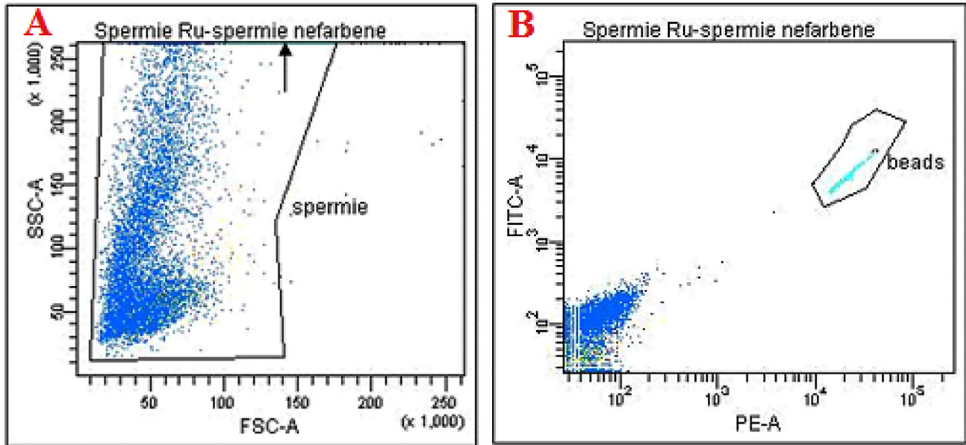 A
Spermie Ru-spermie nefarbene
(x 1,000)
250
200
150
100
50
SSC-A
spermie
50 100 150 200 250
FSC-A
(x 1,000)
B
Spermie Ru-spermie nefarbene
10^5
10^4
10^3
10^2
FITC-A
beads
10^2 10^3 10^4 10^5
PE-A